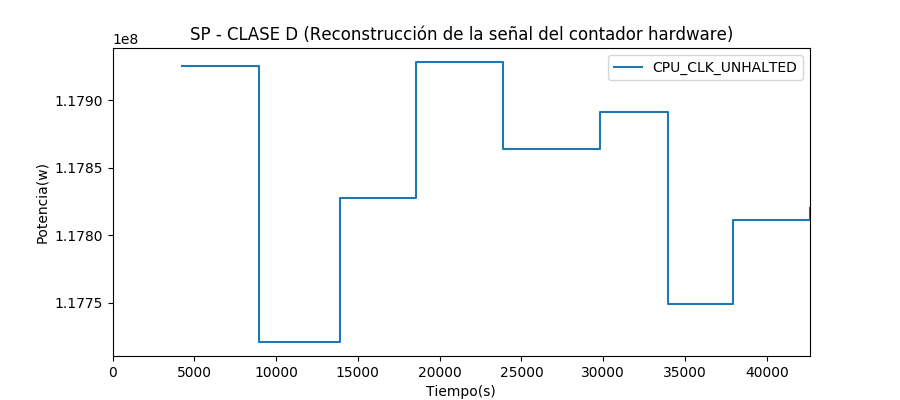 SP - CLASE D (Reconstrucción de la señal del contador hardware)
1e8
CPU_CLK_UNHALTED
1.1790
1.1785
1.1780
1.1775
Potencia(w)
0 5000 10000 15000 20000 25000 30000 35000 40000
Tiempo(s)